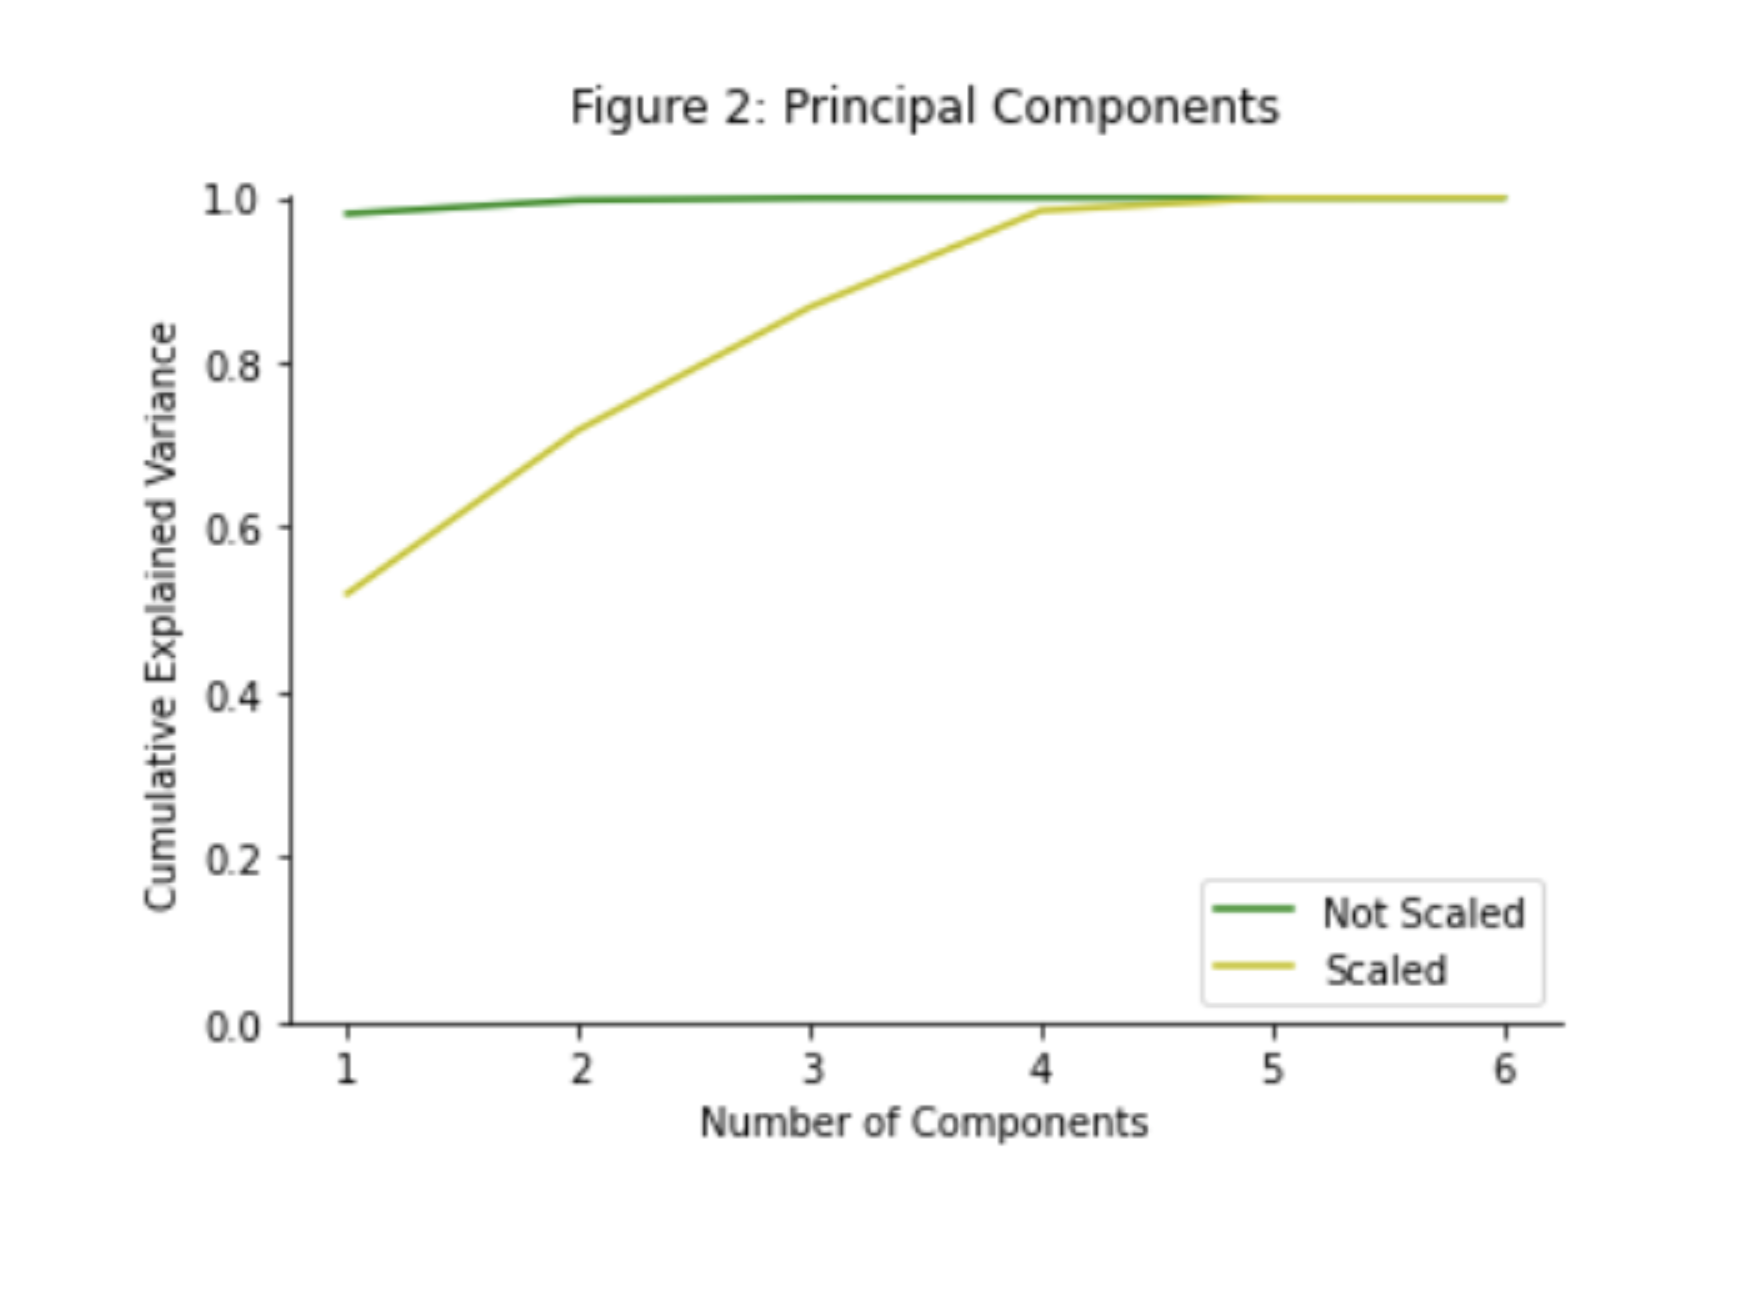 Figure 2: Principal Components
1.0
0.8
0.6
0.4
0.2
0.0
Cumulative Explained Variance
Not Scaled
Scaled
1 2 3 4 5 6
Number of Components